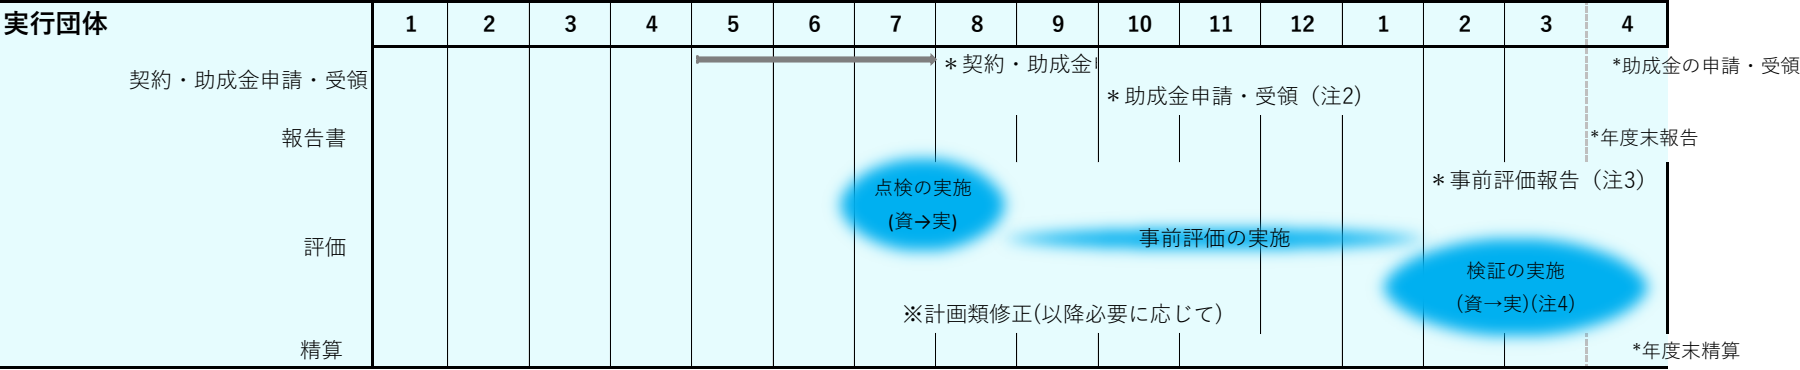 実行団体 1 2 3 4 5 6 7 8 9 10 11 12 1 2 3 4
＊契約・助成金
*助成金の申請・受領
契約・助成金申請・受領
＊助成金申請・受領（注2）
報告書
*年度末報告
＊事前評価報告（注3）
点検の実施
(資→実)
事前評価の実施
評価
検証の実施
(資→実)(注4)
※計画類修正(以降必要に応じて)
精算
*年度末精算